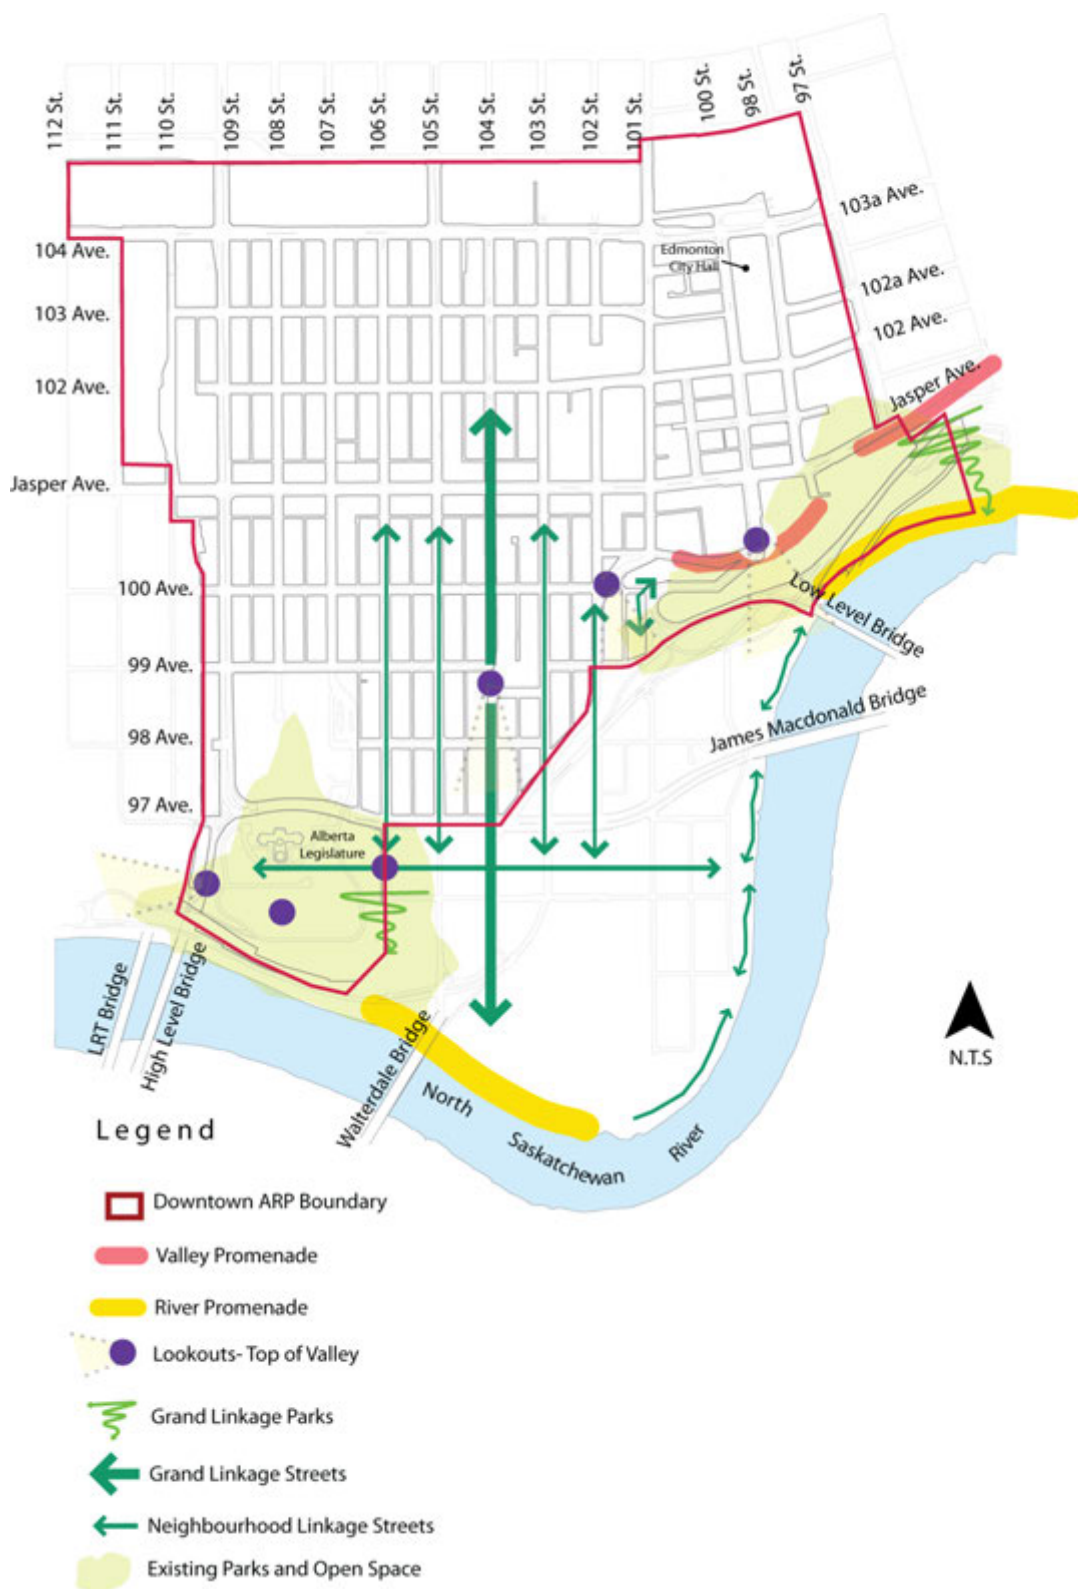 112 St.
111 St.
110 St.
109 St.
108 St.
107 St.
106 St.
105 St.
104 St.
103 St.
102 St.
101 St.
100 St.
98 St.
97 St.
103a Ave.
104 Ave.
Edmonton
City Hall
102a Ave.
103 Ave.
102 Ave.
102 Ave.
Jasper Ave.
Jasper Ave.
100 Ave.
Low Level Bridge
99 Ave.
James Macdonald Bridge
98 Ave.
97 Ave.
Alberta
Legislature
LRT Bridge
High Level Bridge
Walterdale Bridge
North
Saskatchewan
River
N.T.S
Legend
Downtown ARP Boundary
Valley Promenade
River Promenade
Lookouts- Top of Valley
Grand Linkage Parks
Grand Linkage Streets
Neighbourhood Linkage Streets
Existing Parks and Open Space